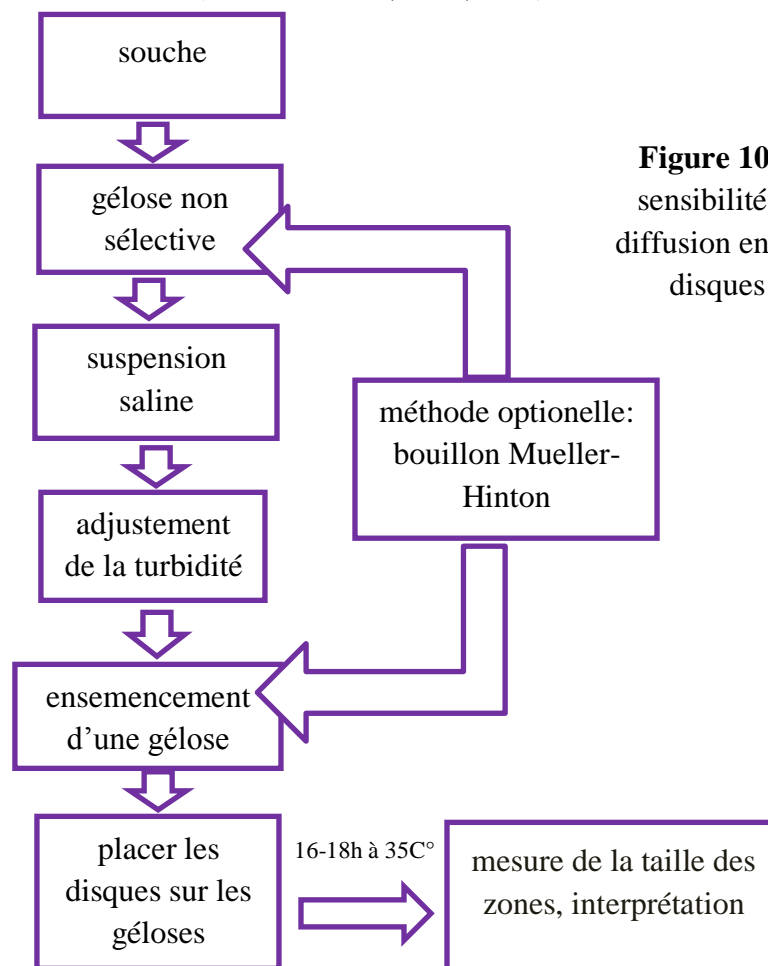 souche
gélose non
sélective
Figure 10
sensibilité
diffusion en
disques
suspension
saline
méthode optionelle:
bouillon Mueller-
Hinton
adjustement
de la turbidité
ensemencement
d’une gélose
placer les
disques sur les
géloses
16-18h à 35C°
mesure de la taille des
zones, interprétation